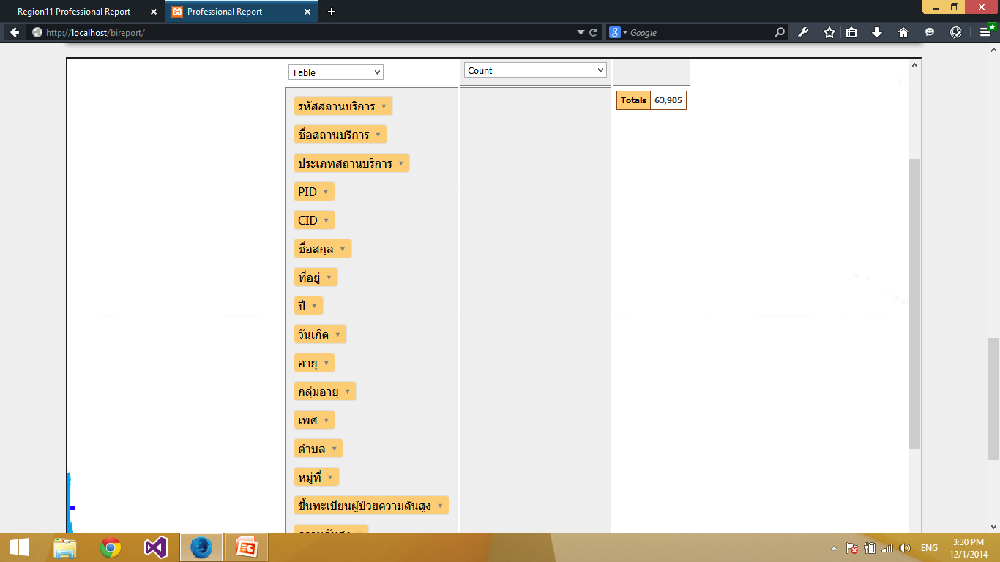 Region11 Professional Report
Professional Report
http://localhost/bireport/
Google
Table
Count
Totals 63,905
รหัสสถานบริการ
ชื่อสถานบริการ
ประเภทสถานบริการ
PID
CID
ชื่อสกุล
ที่อยู่
ปี
วันเกิด
อายุ
กลุ่มอายุ
เพศ
ตำบล
หมู่ที่
ขึ้นทะเบียนผู้ป่วยความดันสูง
ENG
3:30 PM
12/1/2014